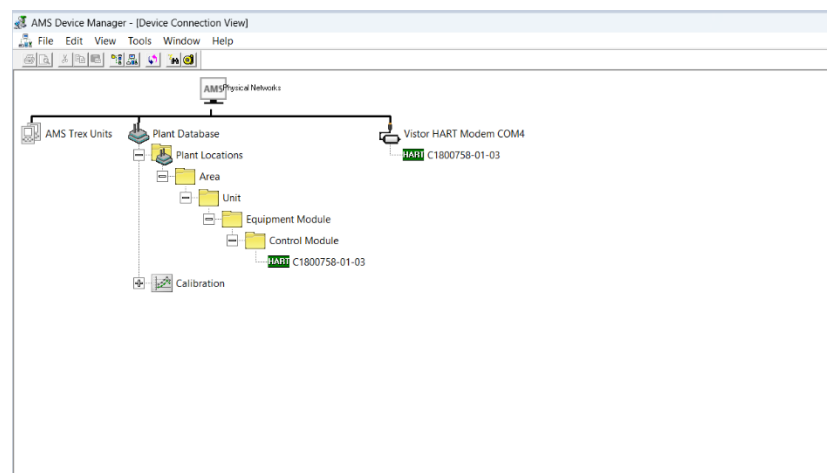 AMS Device Manager - [Device Connection View]
File Edit View Tools Window Help
AMS Physical Networks
AMS Trex Units Plant Database Vistor HART Modem COM4
Plant Locations HART C1800758-01-03
Area
Unit
Equipment Module
Control Module
HART C1800758-01-03
Calibration